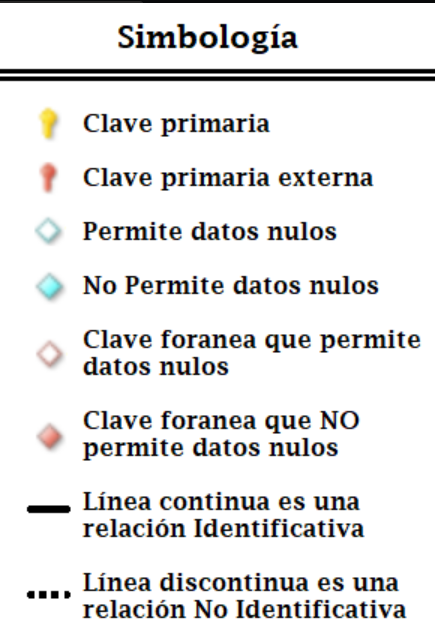 Simbología
Clave primaria
Clave primaria externa
Permite datos nulos
No Permite datos nulos
Clave foranea que permite
datos nulos
Clave foranea que NO
permite datos nulos
Línea continua es una
relación Identificativa
Línea discontinua es una
relación No Identificativa